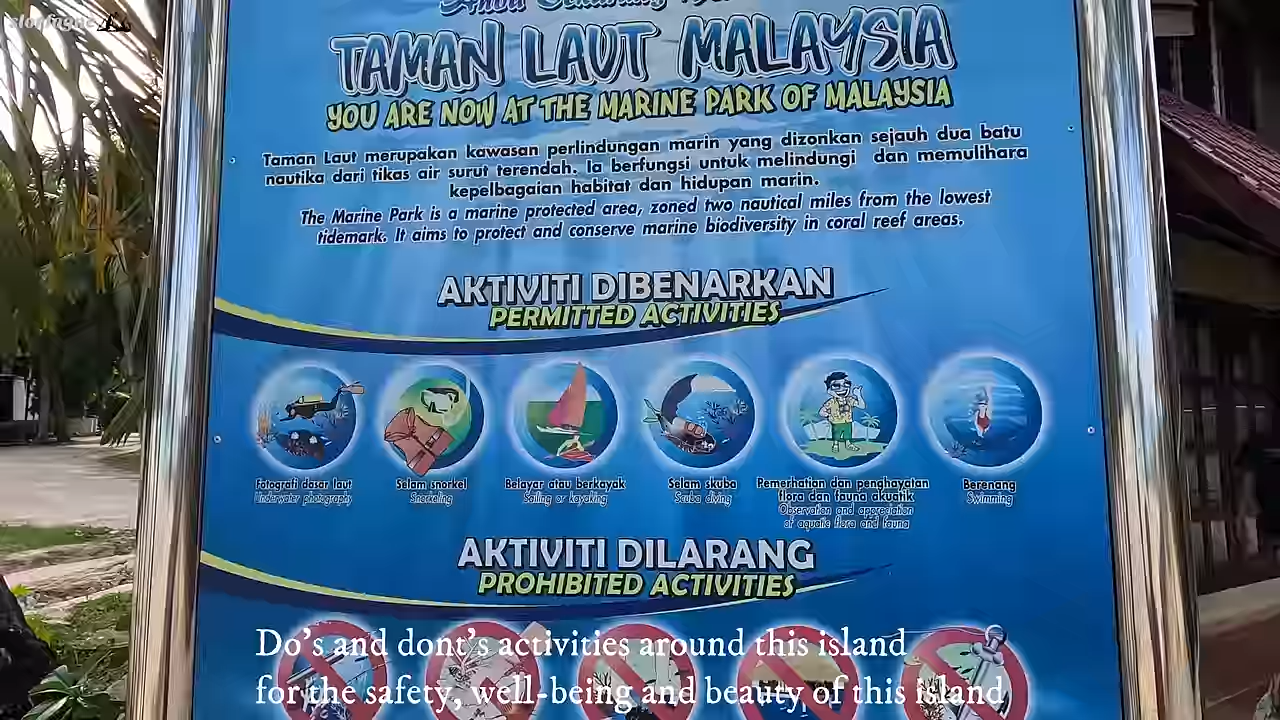 TAMAN LAUT MALAYSIA
YOU ARE NOW AT THE MARINE PARK OF MALAYSIA
Taman Laut merupakan kawasan perlindungan marin yang dizonkan sejauh dua batu
nautika dari tikas air surut terendah. Ia berfungsi untuk melindungi dan memulihara
kepelbagaian habitat dan hidupan marin.
The Marine Park is a marine protected area, zoned two nautical miles from the lowest
tidemark. It aims to protect and conserve marine biodiversity in coral reef areas.
AKTIVITI DIBENARKAN
PERMITTED ACTIVITIES
Fotografi dasar laut
Underwater photography
Selam snorkel
Snorkeling
Belayar atau berkayak
Sailing or kayaking
Selam skuba
Scuba diving
Pemerhatian dan penghayatan
flora dan fauna akuatik
Observation and appreciation
of aquatic flora and fauna
Berenang
Swimming
AKTIVITI DILARANG
PROHIBITED ACTIVITIES
Do's and dont's activities around this island
for the safety, well-being and beauty of this island